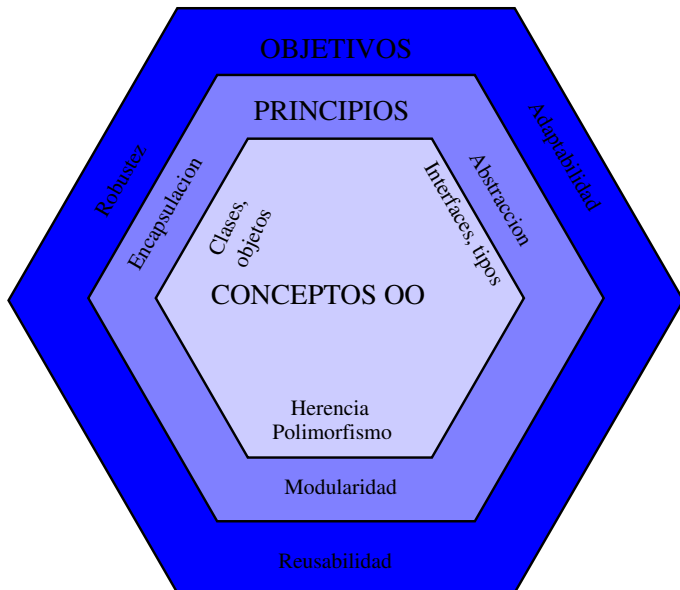 OBJETIVOS
PRINCIPIOS
Robustez
Encapsulacion
Clases,
objetos
Interfaces, tipos
Abstraccion
Adaptabilidad
CONCEPTOS OO
Herencia
Polimorfismo
Modularidad
Reusabilidad